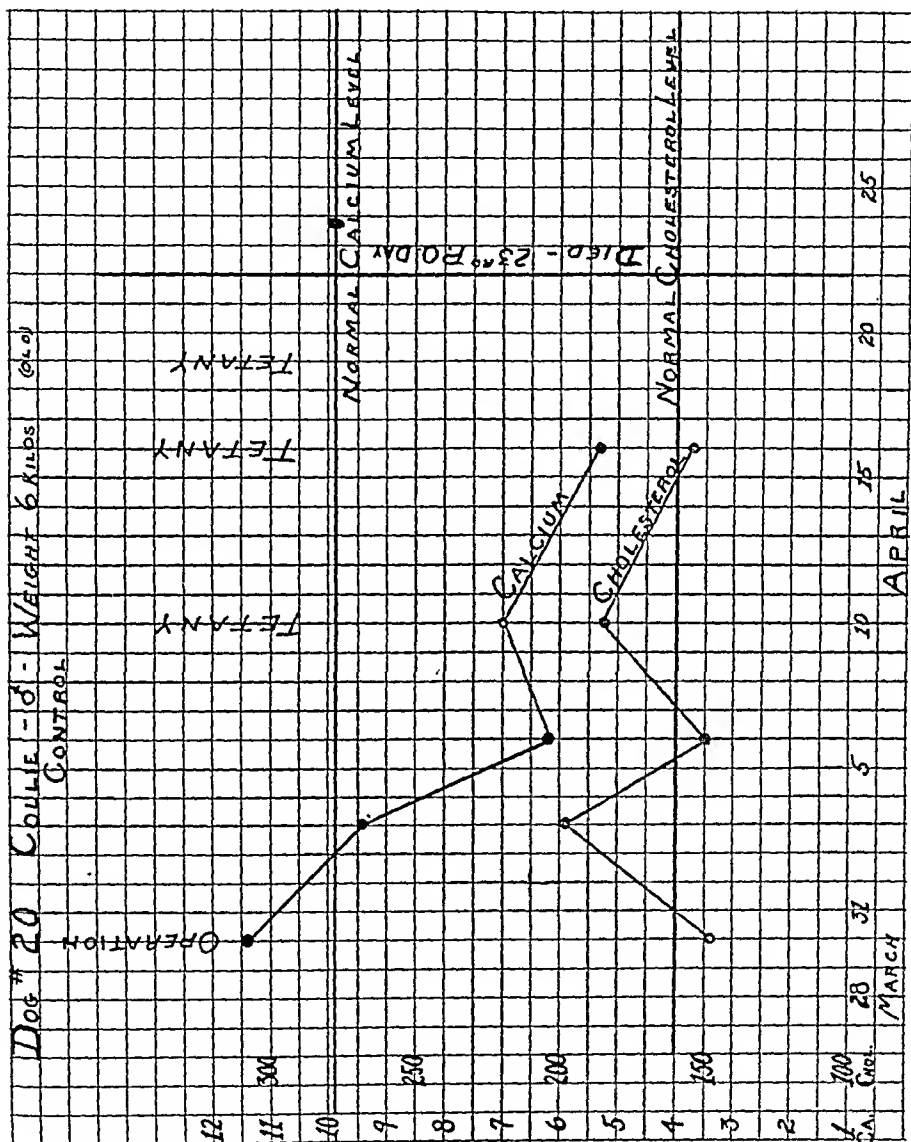 DOG # 20 COLLIE - ♂ - WEIGHT 6 KILOS (OLD)
CONTROL
OPERATION
TETANY
TETANY
TETANY
NORMAL CALCIUM LEVEL
DIED - 23RD P.O. DAY
NORMAL CHOLESTEROL LEVEL
CALCIUM
CHOLESTEROL
12
11
10
9
8
7
6
5
4
3
2
1
CA.
300
250
200
150
100
CHOL.
28 31 5 10 15 20 25
MARCH APRIL